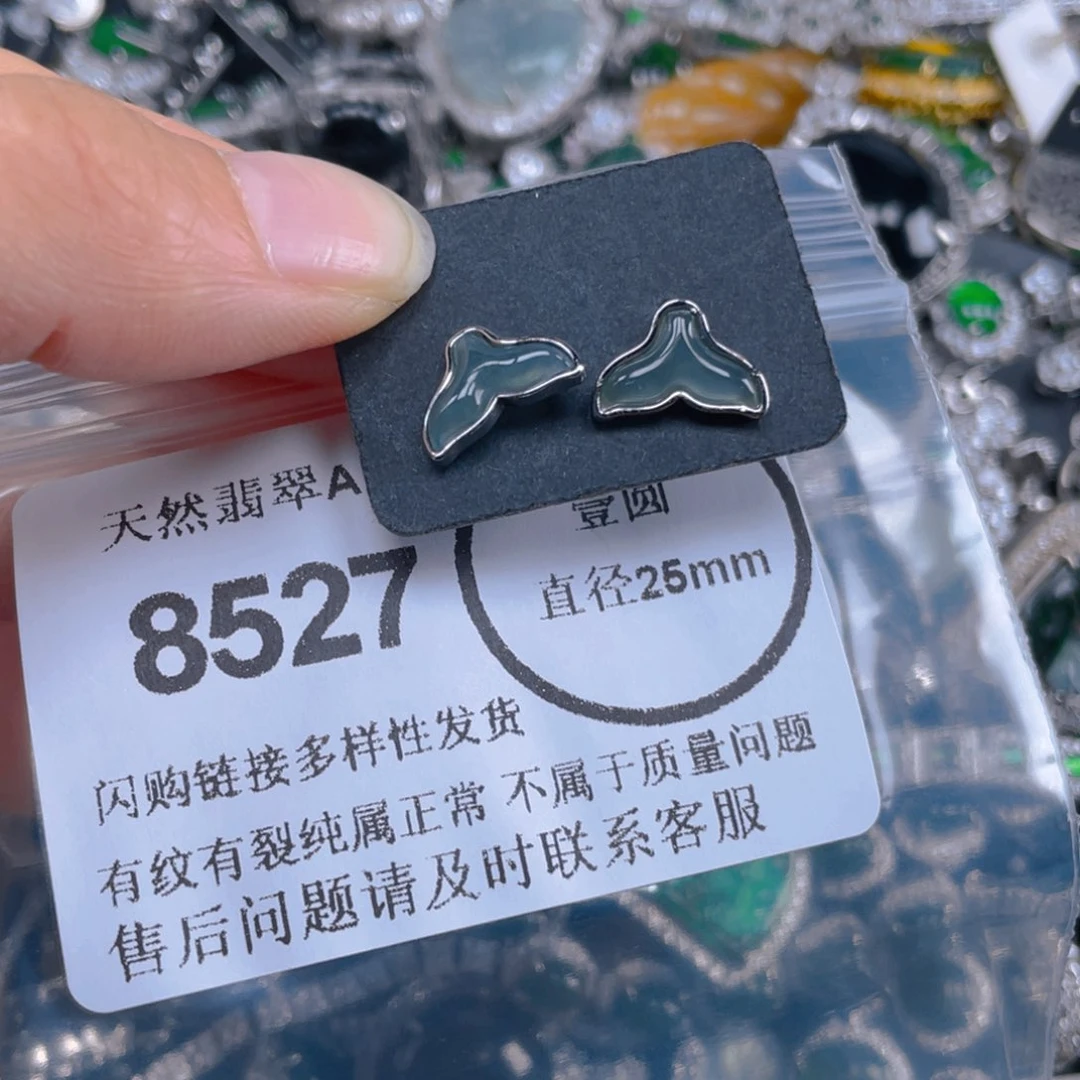 天然翡翠A
8527
壹圆
直径25mm
闪购链接多样性发货
有纹有裂纯属正常 不属于质量问题
售后问题请及时联系客服